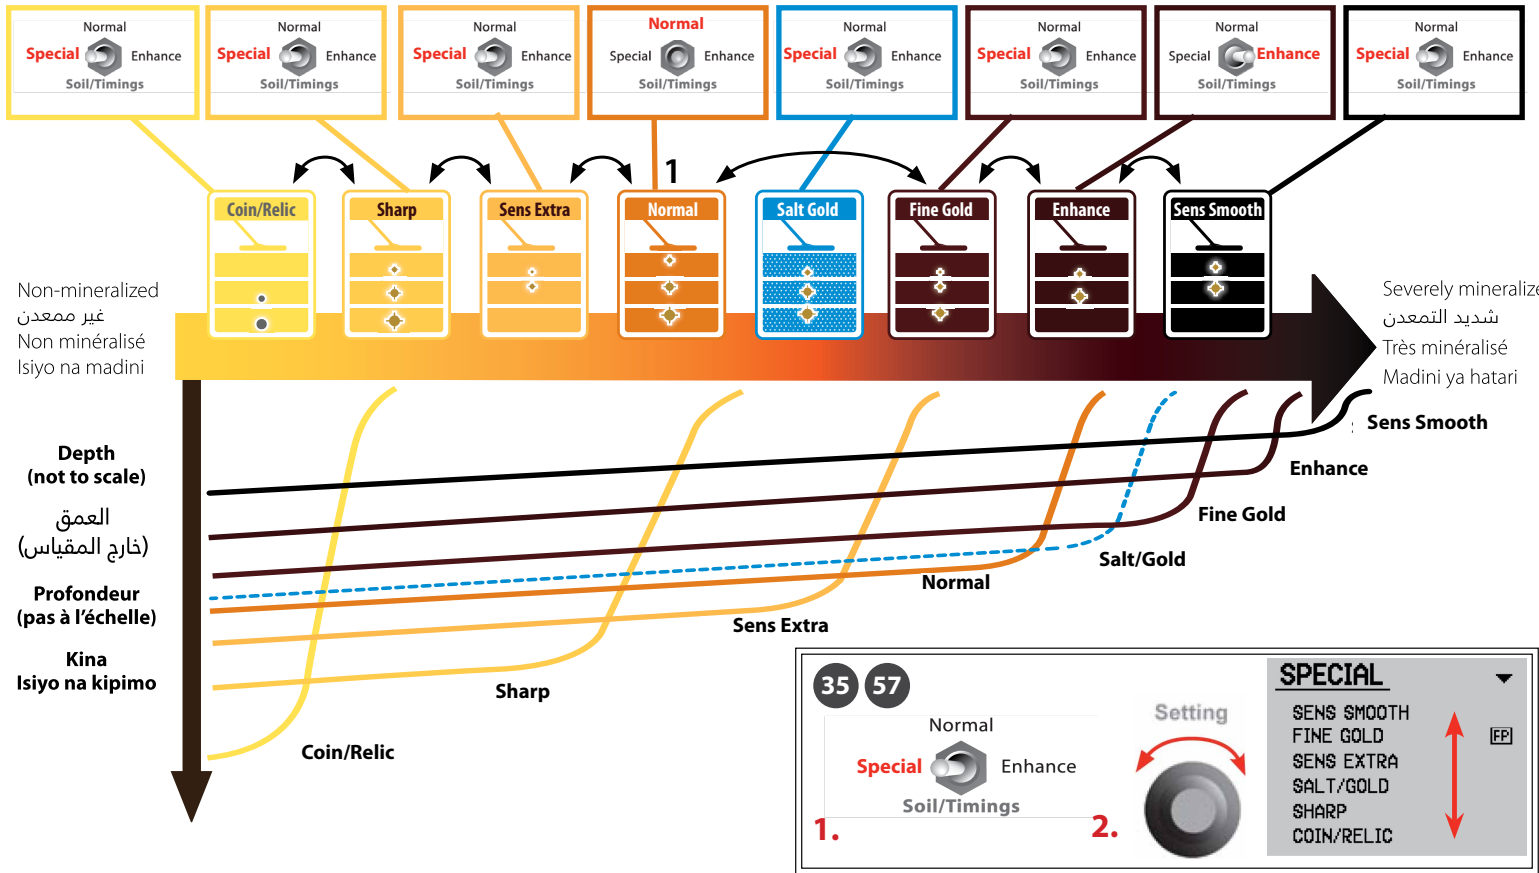 Normal
Special
Enhance
Soil/Timings
Normal
Special
Enhance
Soil/Timings
Normal
Special
Enhance
Soil/Timings
Normal
Special
Enhance
Soil/Timings
Normal
Special
Enhance
Soil/Timings
Normal
Special
Enhance
Soil/Timings
Normal
Special
Enhance
Soil/Timings
Normal
Special
Enhance
Soil/Timings
1
Coin/Relic
Sharp
Sens Extra
Normal
Salt Gold
Fine Gold
Enhance
Sens Smooth
Non-mineralized
غير ممعدن
Non minéralisé
Isiyo na madini
Severely mineralize
شديد التمعدن
Très minéralisé
Madini ya hatari
Depth
(not to scale)
العمق
(خارج المقياس)
Profondeur
(pas à l’échelle)
Kina
Isiyo na kipimo
Sens Smooth
Enhance
Fine Gold
Salt/Gold
Normal
Sens Extra
Sharp
Coin/Relic
35 57
Normal
Special
Enhance
Soil/Timings
1.
Setting
2.
SPECIAL
SENS SMOOTH
FINE GOLD FP
SENS EXTRA
SALT/GOLD
SHARP
COIN/RELIC